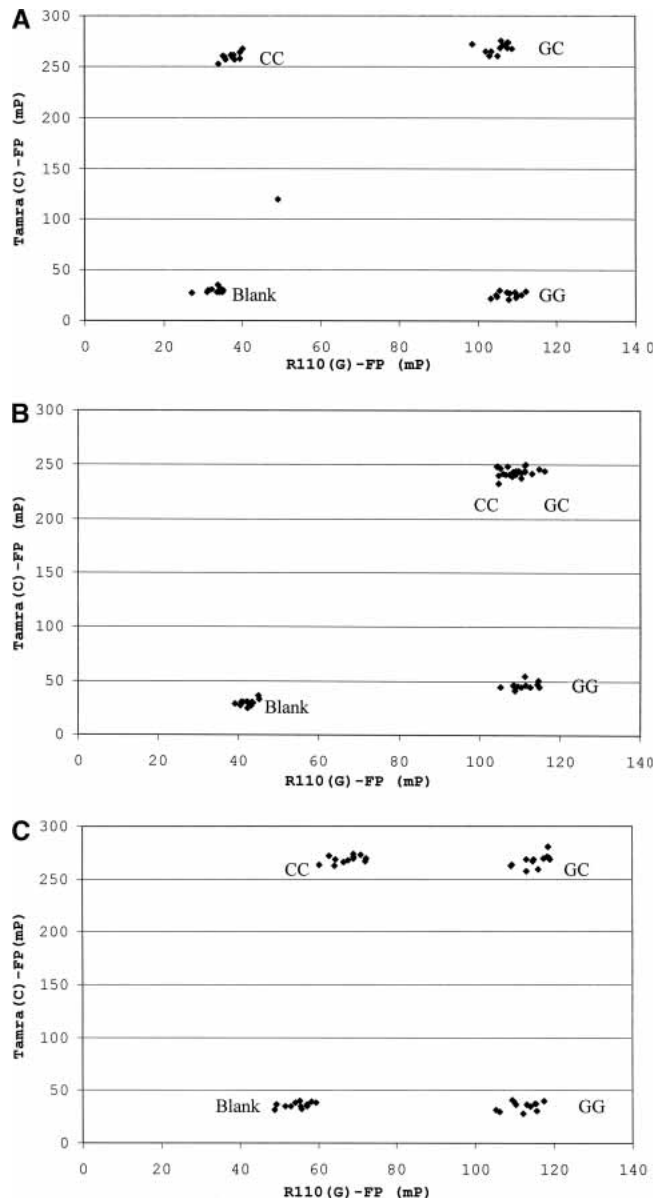 A
300
250
200
150
100
50
0
Tamra(C)-FP (mP)
CC
GC
Blank
GG
0 20 40 60 80 100 120 14 0
R110(G)-FP (mP)
B
300
250
200
150
100
50
0
Tamra(C)-FP (mP)
CC GC
GG
Blank
0 20 40 60 80 100 120 140
R110(G)-FP (mP)
C
300
250
200
150
100
50
0
Tamra(C)-FP(mP)
CC
GC
Blank
GG
0 20 40 60 80 100 120 140
R110(G)-FP (mP)